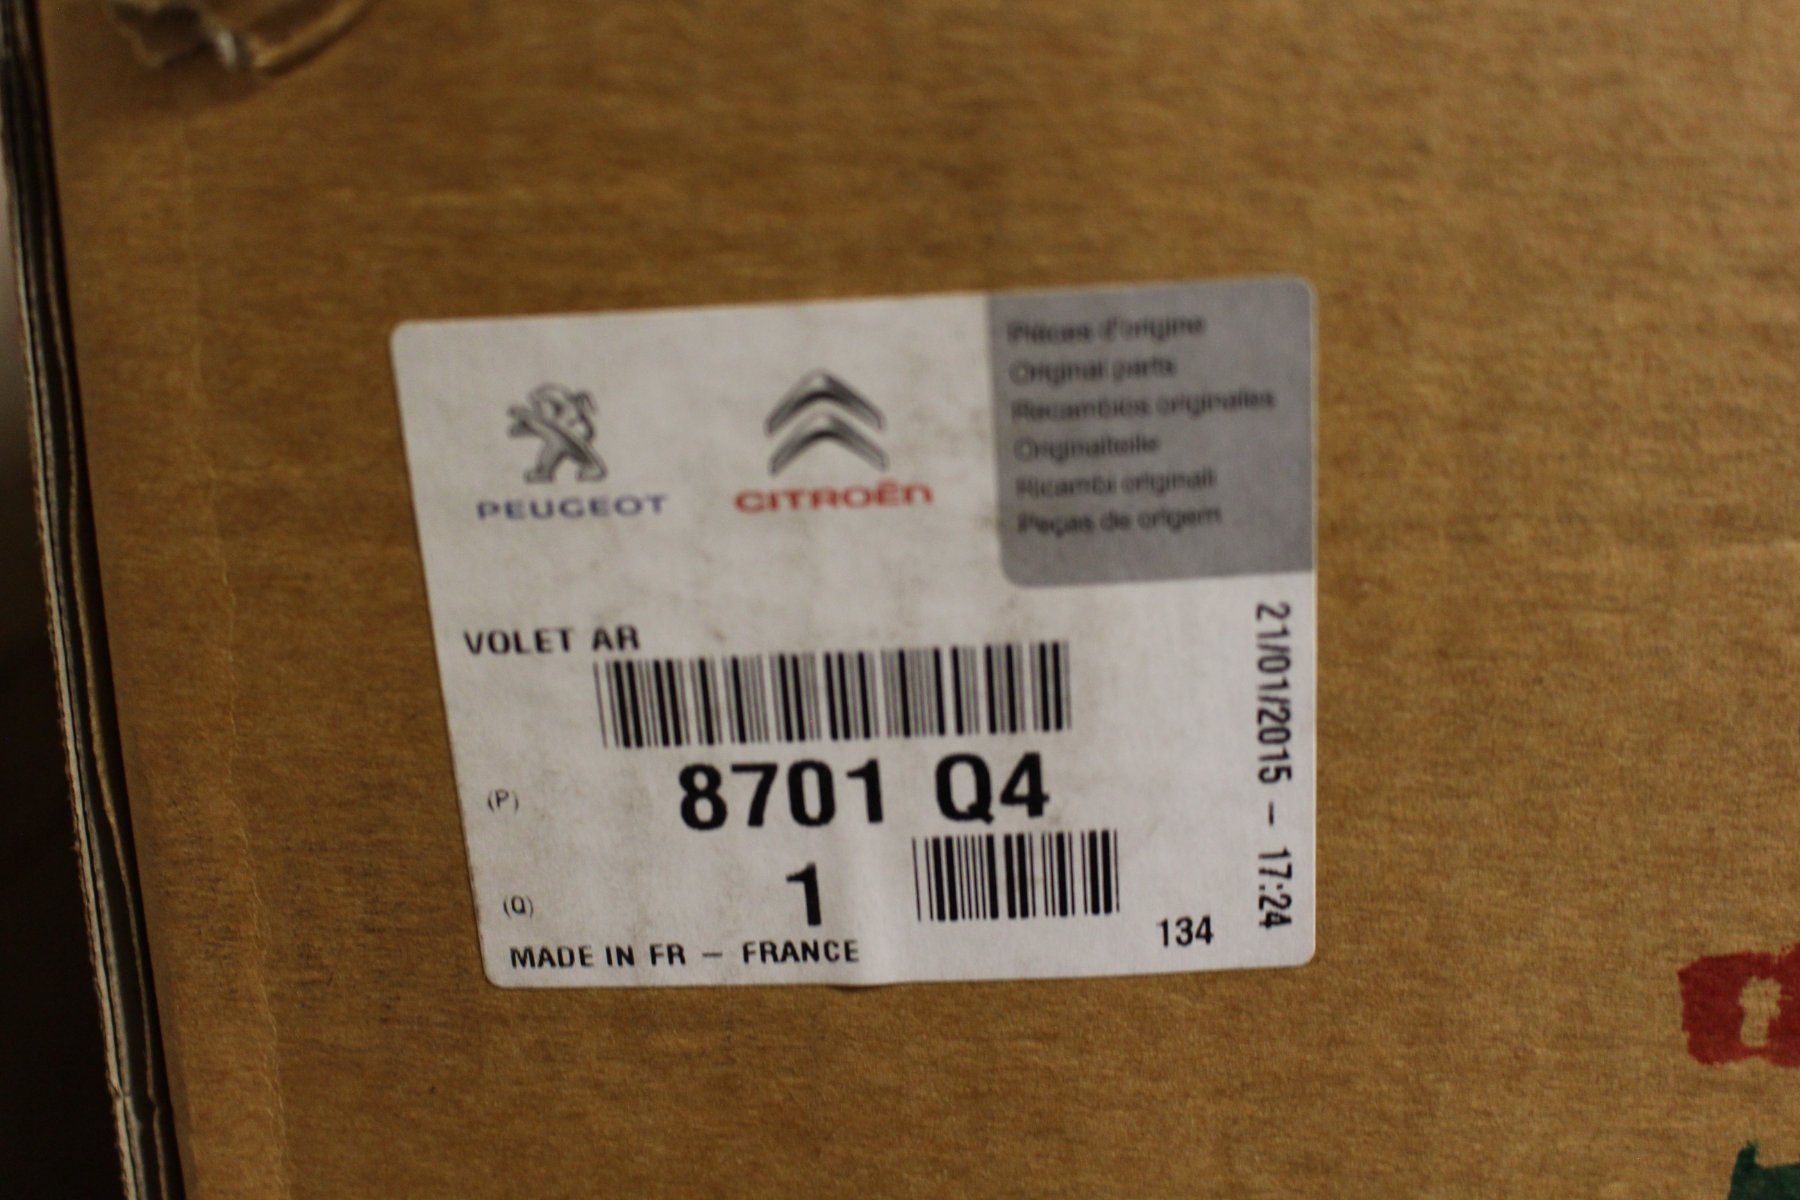 PEUGEOT
CITROËN
Pièces d'origine
Original parts
Recambios originales
Originalteile
Ricambi originali
Peças de origem
VOLET AR
(P) 8701 Q4
(Q) 1
MADE IN FR - FRANCE
134
21/01/2015 - 17:24